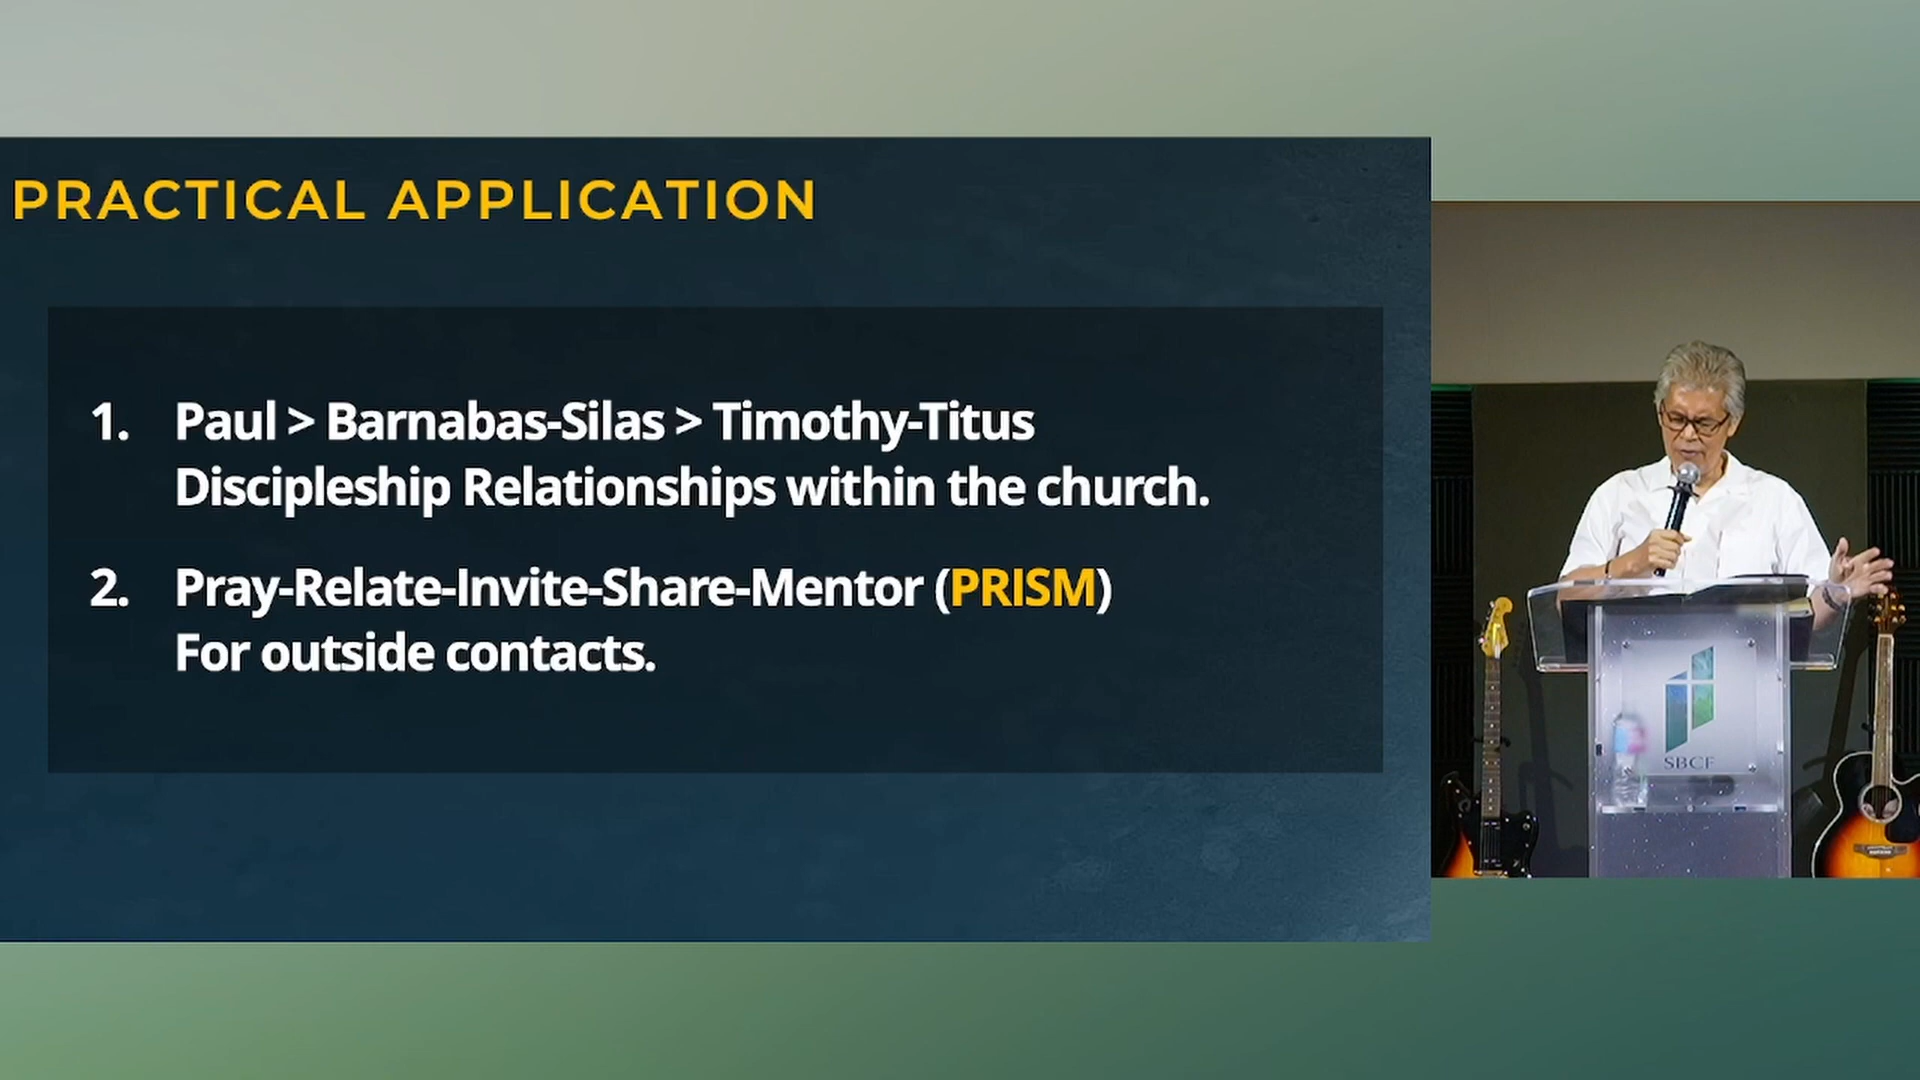 PRACTICAL APPLICATION
1. Paul > Barnabas-Silas > Timothy-Titus
Discipleship Relationships within the church.
2. Pray-Relate-Invite-Share-Mentor (PRISM)
For outside contacts.
SBCF